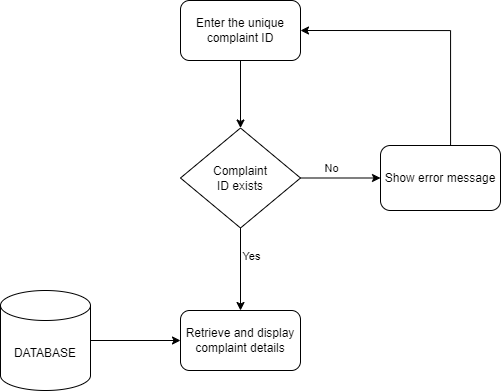 Enter the unique
complaint ID
Complaint
ID exists
No
Show error message
Yes
Retrieve and display
complaint details
DATABASE